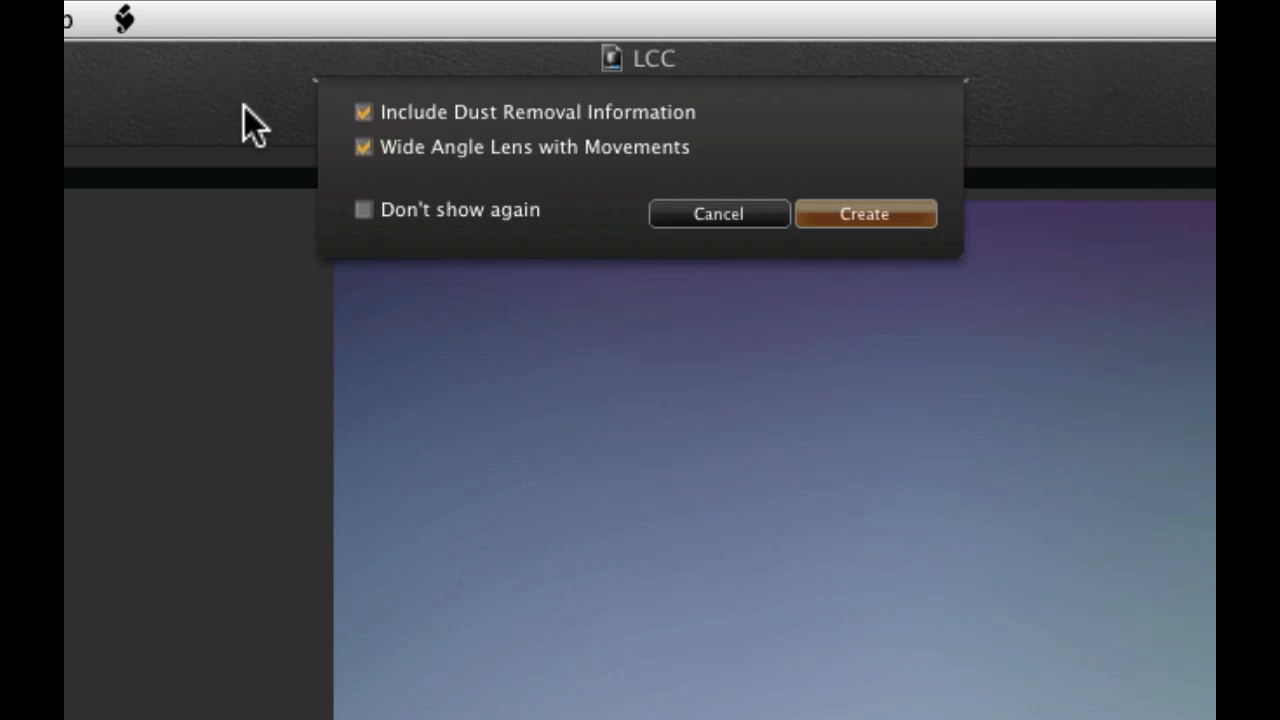 LCC
Include Dust Removal Information
Wide Angle Lens with Movements
Don't show again
Cancel
Create